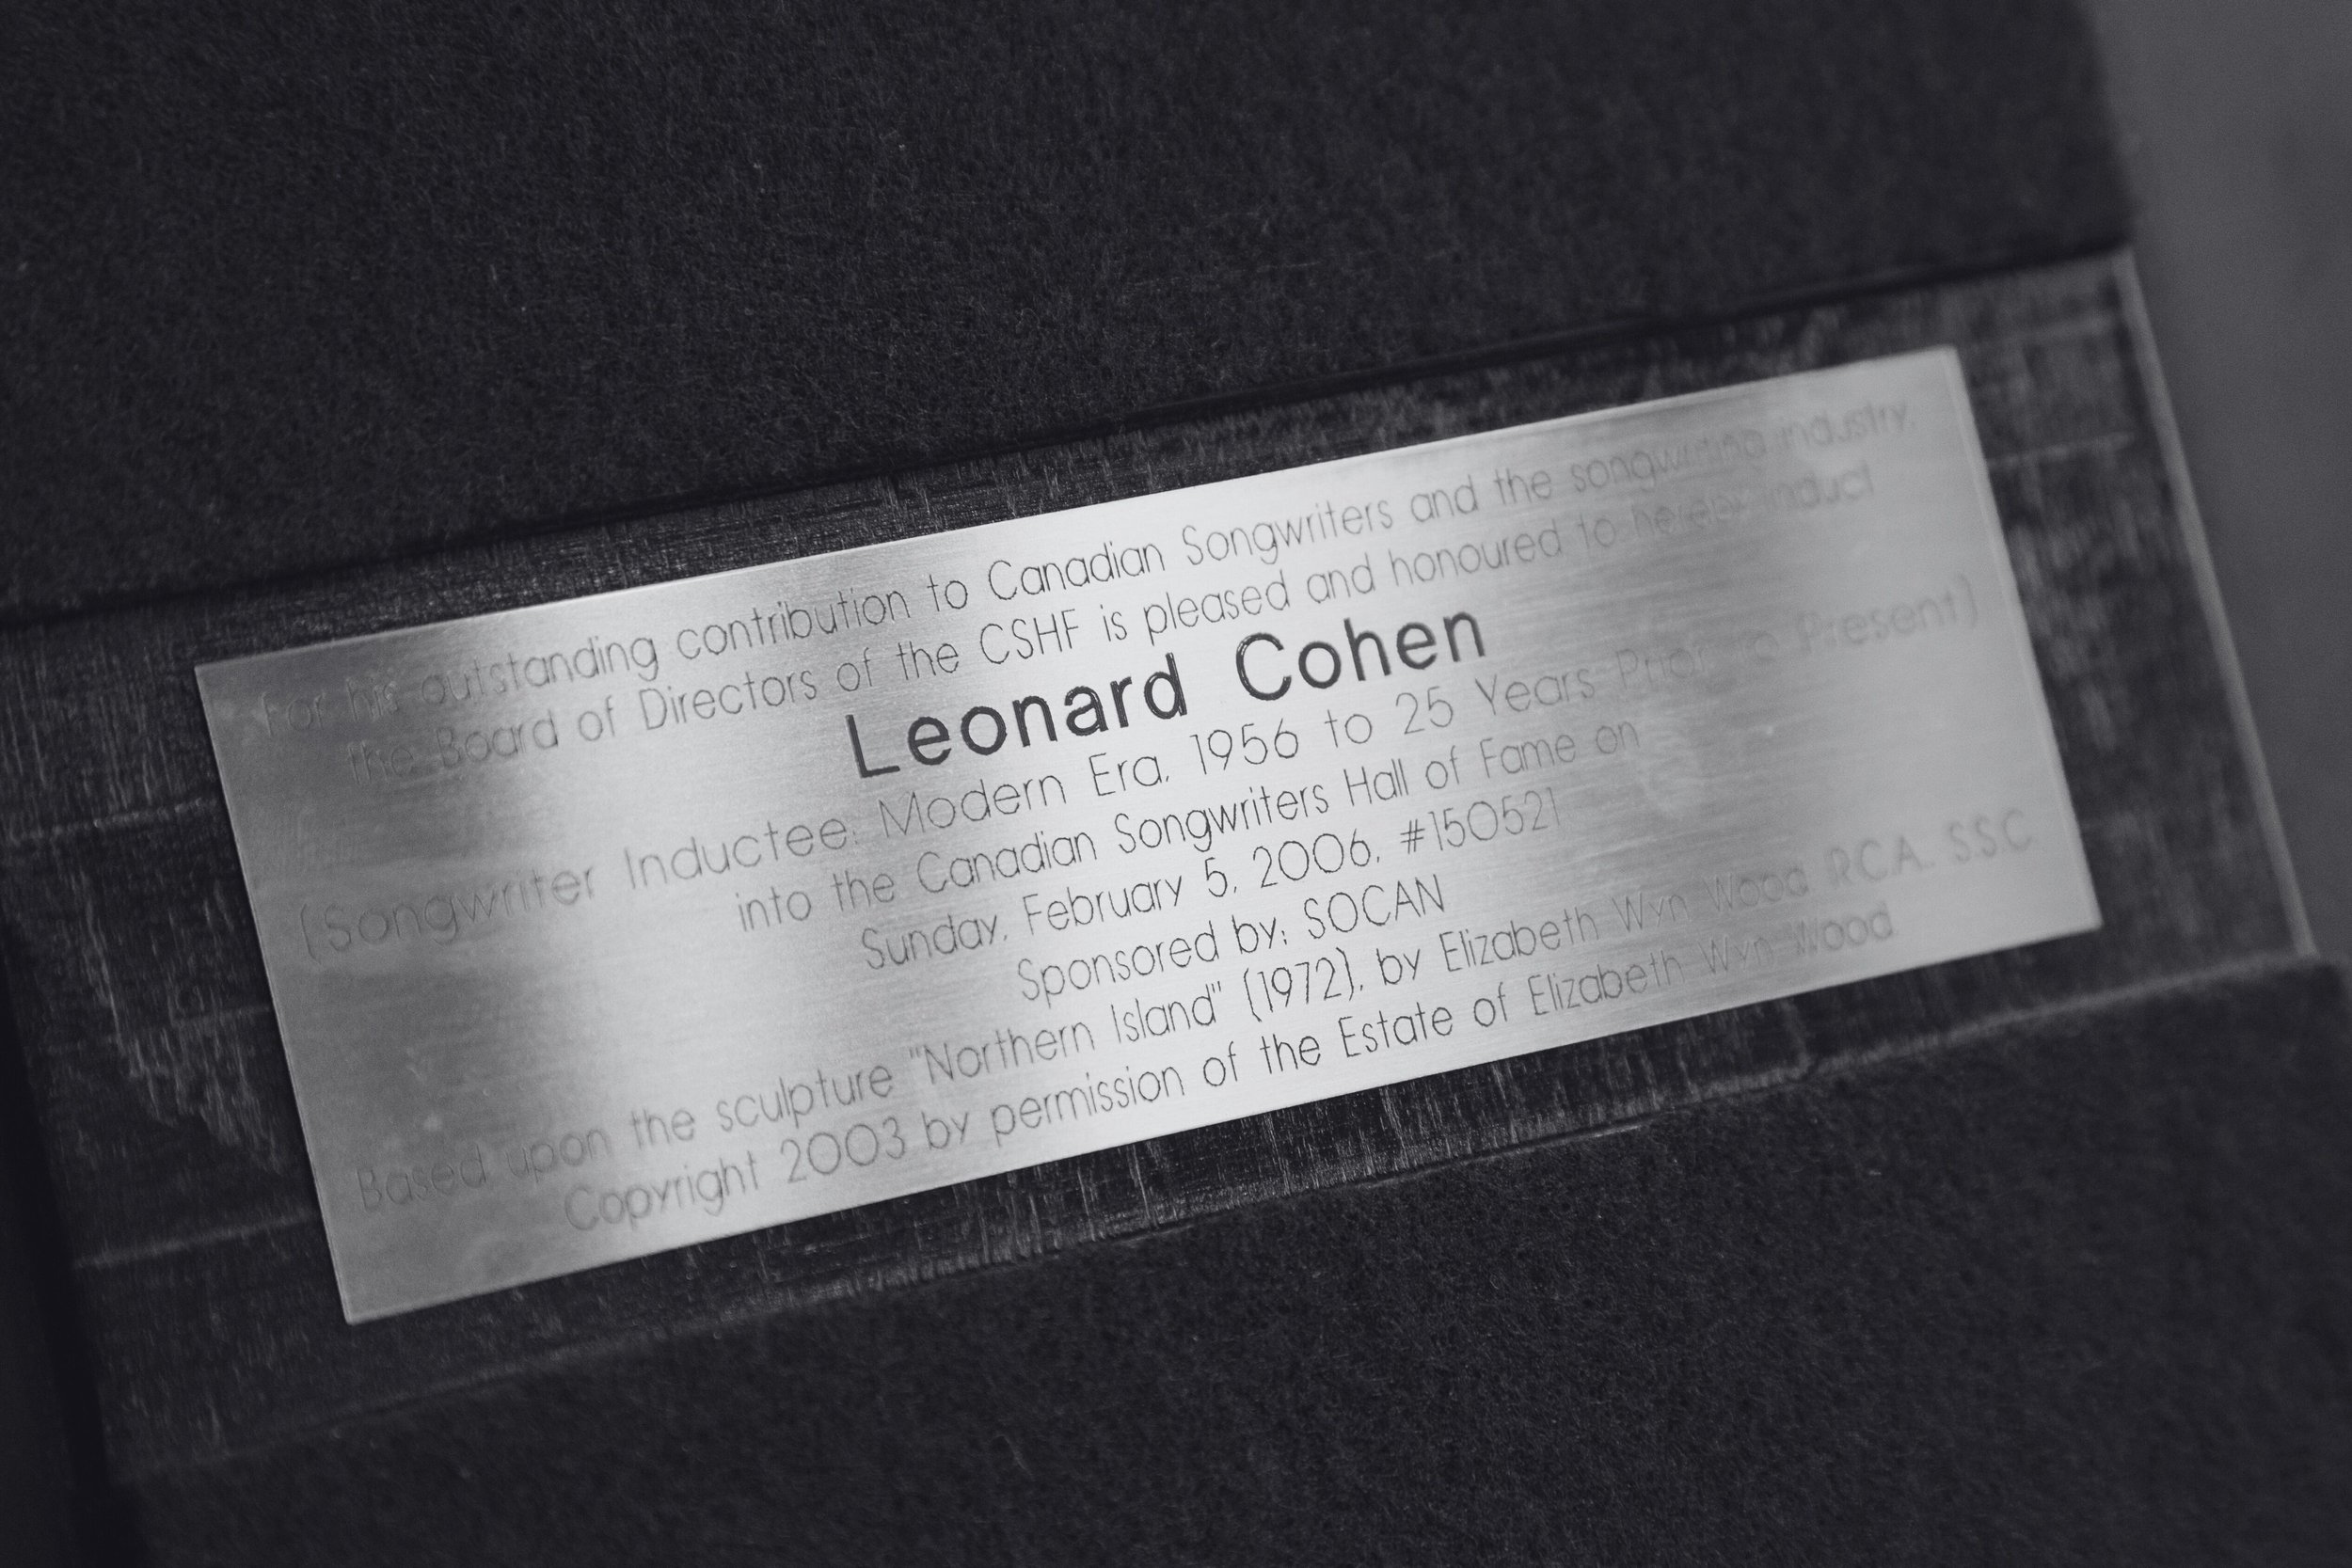 For his outstanding contribution to Canadian Songwriters and the songwriting industry,
the Board of Directors of the CSHF is pleased and honoured to hereby induct
Leonard Cohen
(Songwriter Inductee: Modern Era, 1956 to 25 Years Prior to Present)
into the Canadian Songwriters Hall of Fame on
Sunday, February 5, 2006, #150521
Sponsored by: SOCAN
Based upon the sculpture "Northern Island" (1972), by Elizabeth Wyn Wood R.C.A. S.S.C
Copyright 2003 by permission of the Estate of Elizabeth Wyn Wood